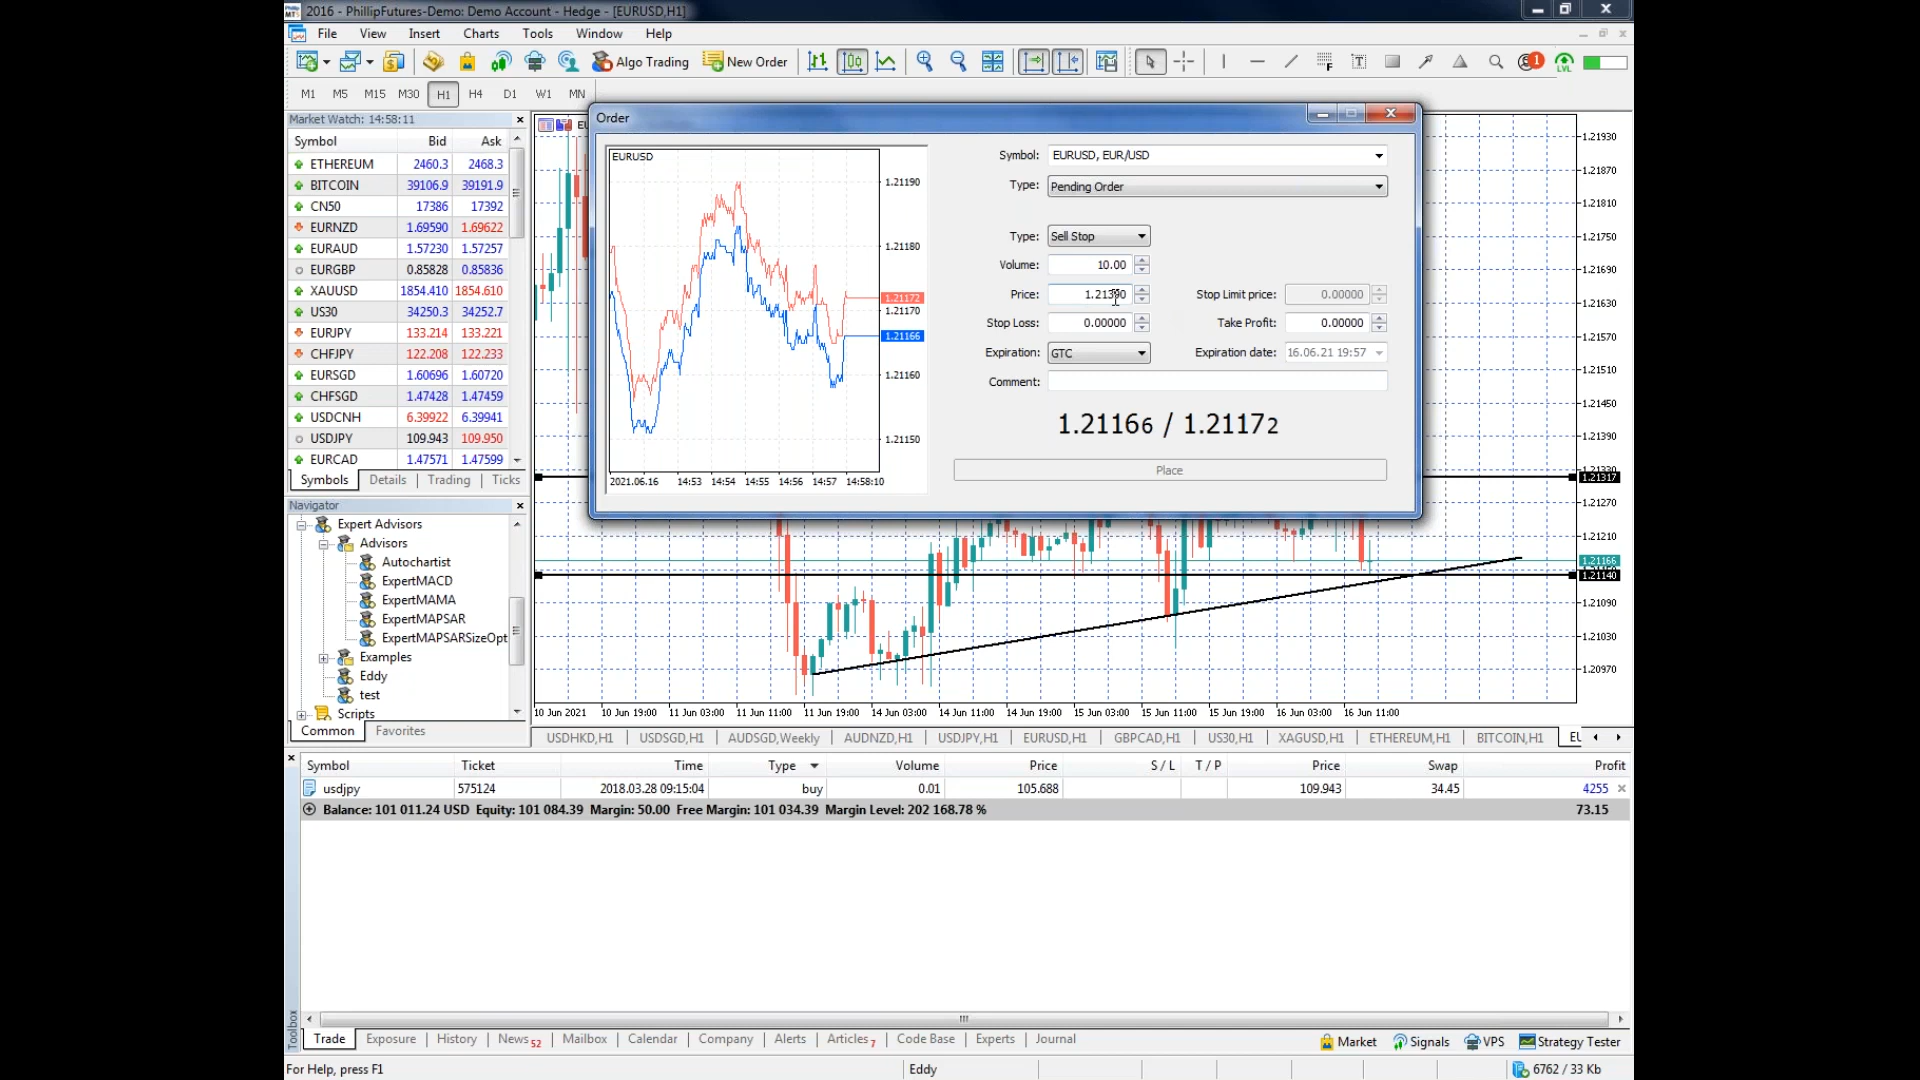 2016 - PhillipFutures-Demo: Demo Account - Hedge - [EURUSD,H1]
File View Insert Charts Tools Window Help
Algo Trading New Order
M1 M5 M15 M30 H1 H4 D1 W1 MN
Market Watch: 14:58:11
Symbol Bid Ask
ETHEREUM 2460.3 2468.3
BITCOIN 39106.9 39191.9
CN50 17386 17392
EURNZD 1.69590 1.69622
EURAUD 1.57230 1.57257
EURGBP 0.85828 0.85836
XAUUSD 1854.410 1854.610
US30 34250.3 34252.7
EURJPY 133.214 133.221
CHFJPY 122.208 122.233
EURSGD 1.60696 1.60720
CHFSGD 1.47428 1.47459
USDCNH 6.39922 6.39941
USDJPY 109.943 109.950
EURCAD 1.47571 1.47599
Symbols Details Trading Ticks
Navigator
Expert Advisors
Advisors
Autochartist
ExpertMACD
ExpertMAMA
ExpertMAPSAR
ExpertMAPSARSizeOpt
Examples
Eddy
test
Scripts
Common Favorites
Order
EURUSD
1.21190
1.21180
1.21172
1.21170
1.21166
1.21160
1.21150
2021.06.16 14:53 14:54 14:55 14:56 14:57 14:58:10
Symbol: EURUSD, EUR/USD
Type: Pending Order
Type: Sell Stop
Volume: 10.00
Price: Stop Limit price: 0.00000
Stop Loss: 0.00000 Take Profit: 0.00000
Expiration: GTC Expiration date: 16.06.21 19:57
Comment:
1.21166 / 1.21172
Place
1.21930
1.21870
1.21810
1.21750
1.21690
1.21630
1.21570
1.21510
1.21450
1.21390
1.21330
1.21317
1.21270
1.21210
1.21166
1.21140
1.21090
1.21030
1.20970
10 Jun 2021 10 Jun 19:00 11 Jun 03:00 11 Jun 11:00 11 Jun 19:00 14 Jun 03:00 14 Jun 11:00 14 Jun 19:00 15 Jun 03:00 15 Jun 11:00 15 Jun 19:00 16 Jun 03:00 16 Jun 11:00
USDHKD,H1 USDSGD,H1 AUDSGD,Weekly AUDNZD,H1 USDJPY,H1 EURUSD,H1 GBPCAD,H1 US30,H1 XAGUSD,H1 ETHEREUM,H1 BITCOIN,H1 EU
Symbol Ticket Time Type Volume Price S / L T / P Price Swap Profit
usdjpy 575124 2018.03.28 09:15:04 buy 0.01 105.688 109.943 34.45 4255
Balance: 101 011.24 USD Equity: 101 084.39 Margin: 50.00 Free Margin: 101 034.39 Margin Level: 202 168.78 % 73.15
Toolbox
Trade Exposure History News 52 Mailbox Calendar Company Alerts Articles 7 Code Base Experts Journal Market Signals VPS Strategy Tester
For Help, press F1 Eddy 6762 / 33 Kb